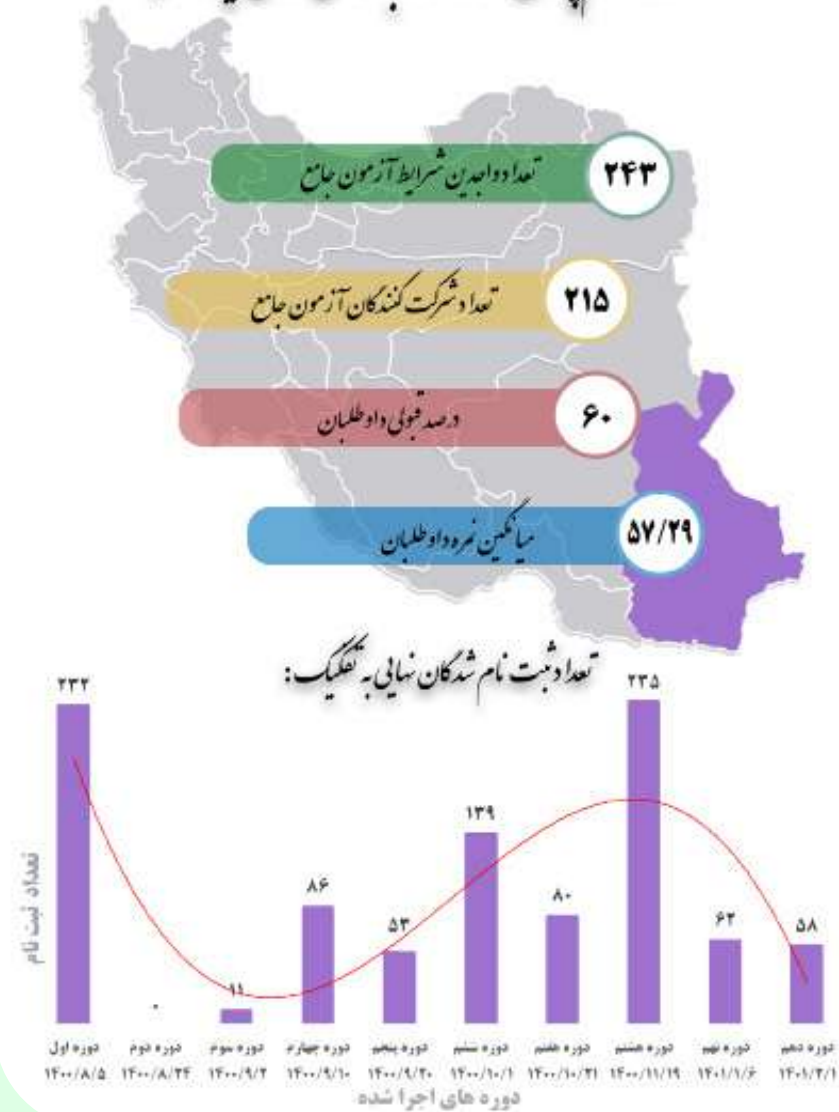 تعداد واجدین شرایط آزمون جامع ۲۴۳
تعداد شرکت کنندگان آزمون جامع ۲۱۵
درصد قبولی داوطلبان ۶۰
میانگین نمره داوطلبان ۵۷/۲۹
تعداد ثبت نام شدگان نهایی به تفکیک:
۲۳۲ ۰ ۱۱ ۸۶ ۵۳ ۱۳۹ ۸۰ ۲۳۵ ۶۲ ۵۸
تعداد ثبت نام
دوره اول دوره دوم دوره سوم دوره چهارم دوره پنجم دوره ششم دوره هفتم دوره هشتم دوره نهم دوره دهم
۱۴۰۰/۸/۵ ۱۴۰۰/۸/۲۴ ۱۴۰۰/۹/۲ ۱۴۰۰/۹/۱۰ ۱۴۰۰/۹/۲۰ ۱۴۰۰/۱۰/۱ ۱۴۰۰/۱۰/۲۱ ۱۴۰۰/۱۱/۱۹ ۱۴۰۱/۱/۶ ۱۴۰۱/۲/۱
دوره های اجرا شده